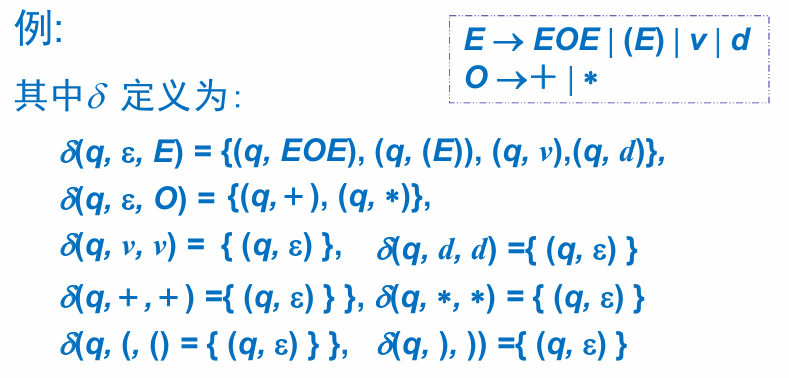 例:
E → EOE | (E) | v | d
O →+ | *
其中δ 定义为:
δ(q, ε, E) = {(q, EOE), (q, (E)), (q, v),(q, d)},
δ(q, ε, O) = {(q,+), (q, *)},
δ(q, v, v) = { (q, ε) }, δ(q, d, d) ={ (q, ε) }
δ(q,+,+) ={ (q, ε) } }, δ(q, *, *) = { (q, ε) }
δ(q, (, () = { (q, ε) } }, δ(q, ), )) ={ (q, ε) }